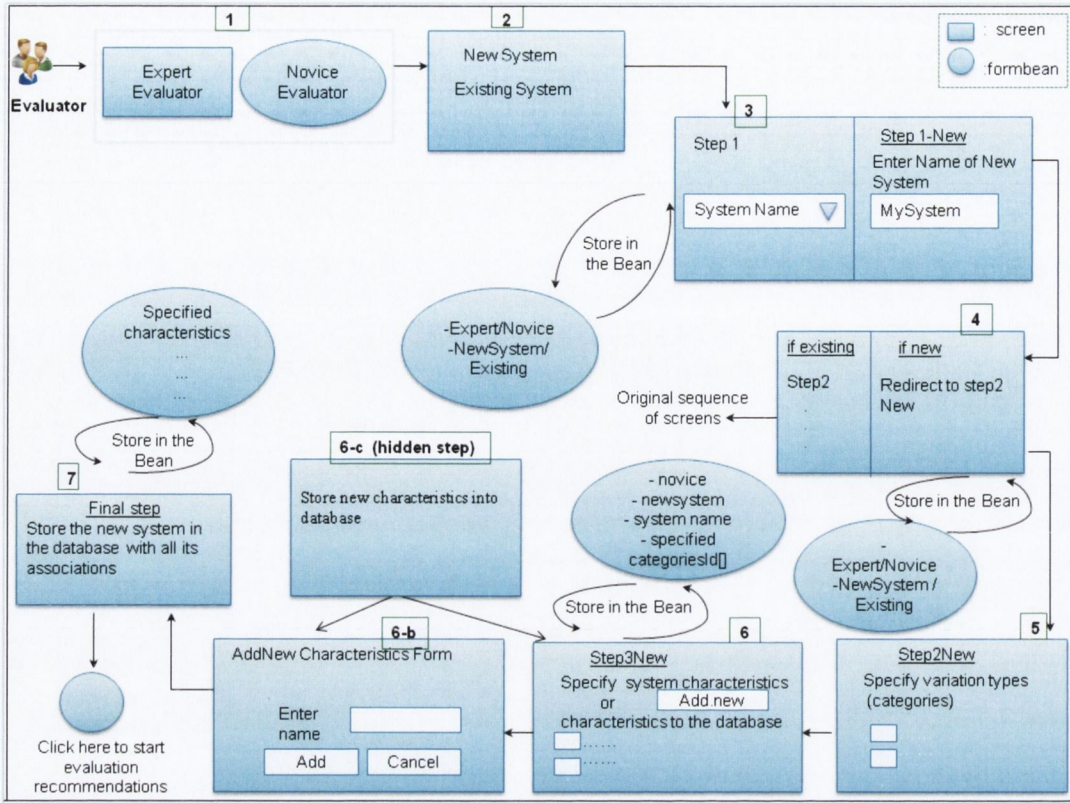 1
Expert
Evaluator
Novice
Evaluator
Evaluator
2
New System
Existing System
: screen
:formbean
3
Step 1
System Name
Step 1-New
Enter Name of New
System
MySystem
Store in
the Bean
-Expert/Novice
-NewSystem/
Existing
4
if existing
Step2
.
.
.
if new
Redirect to step2
New
Original sequence
of screens
Store in the Bean
-
Expert/Novice
-NewSystem /
Existing
5
Step2New
Specify variation types
(categories)
6
Step3New
Specify system characteristics
or Add.new
characteristics to the database
......
......
Store in the Bean
- novice
- newsystem
- system name
- specified
categoriesId[]
6-b
AddNew Characteristics Form
Enter
name
Add
Cancel
6-c (hidden step)
Store new characteristics into
database
7
Final step
Store the new system in
the database with all its
associations
Store in the
Bean
Specified
characteristics
...
...
...
Click here to start
evaluation
recommendations